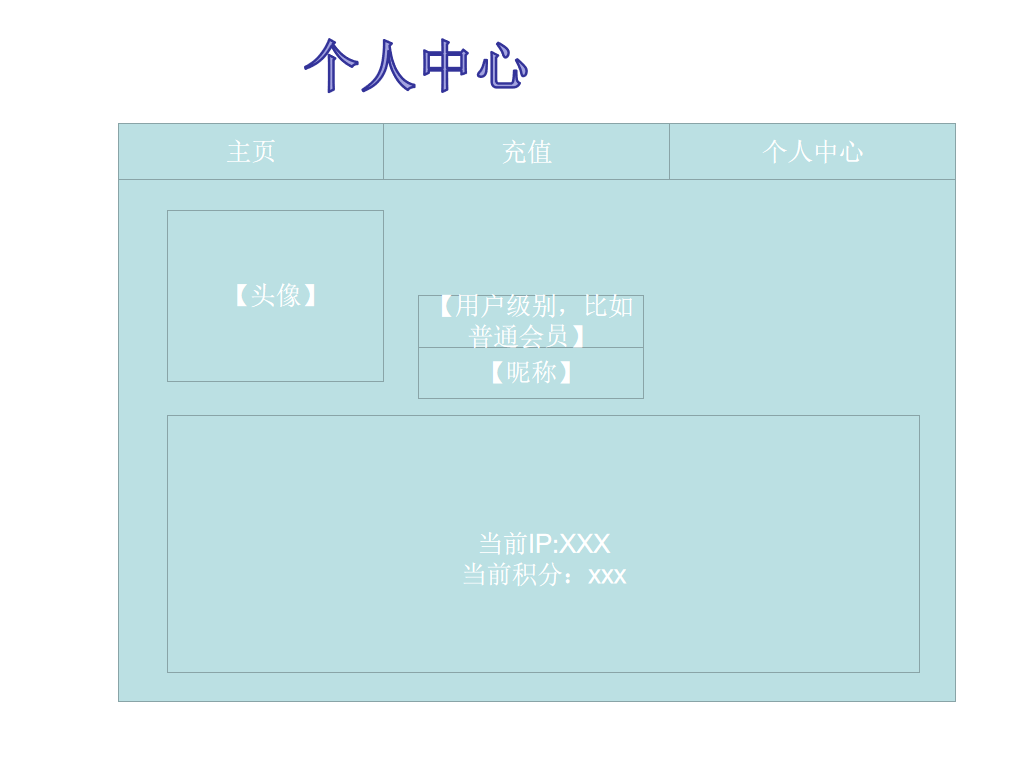 个人中心
主页
充值
个人中心
【头像】
【用户级别，比如
普通会员】
【昵称】
当前IP:XXX
当前积分：xxx